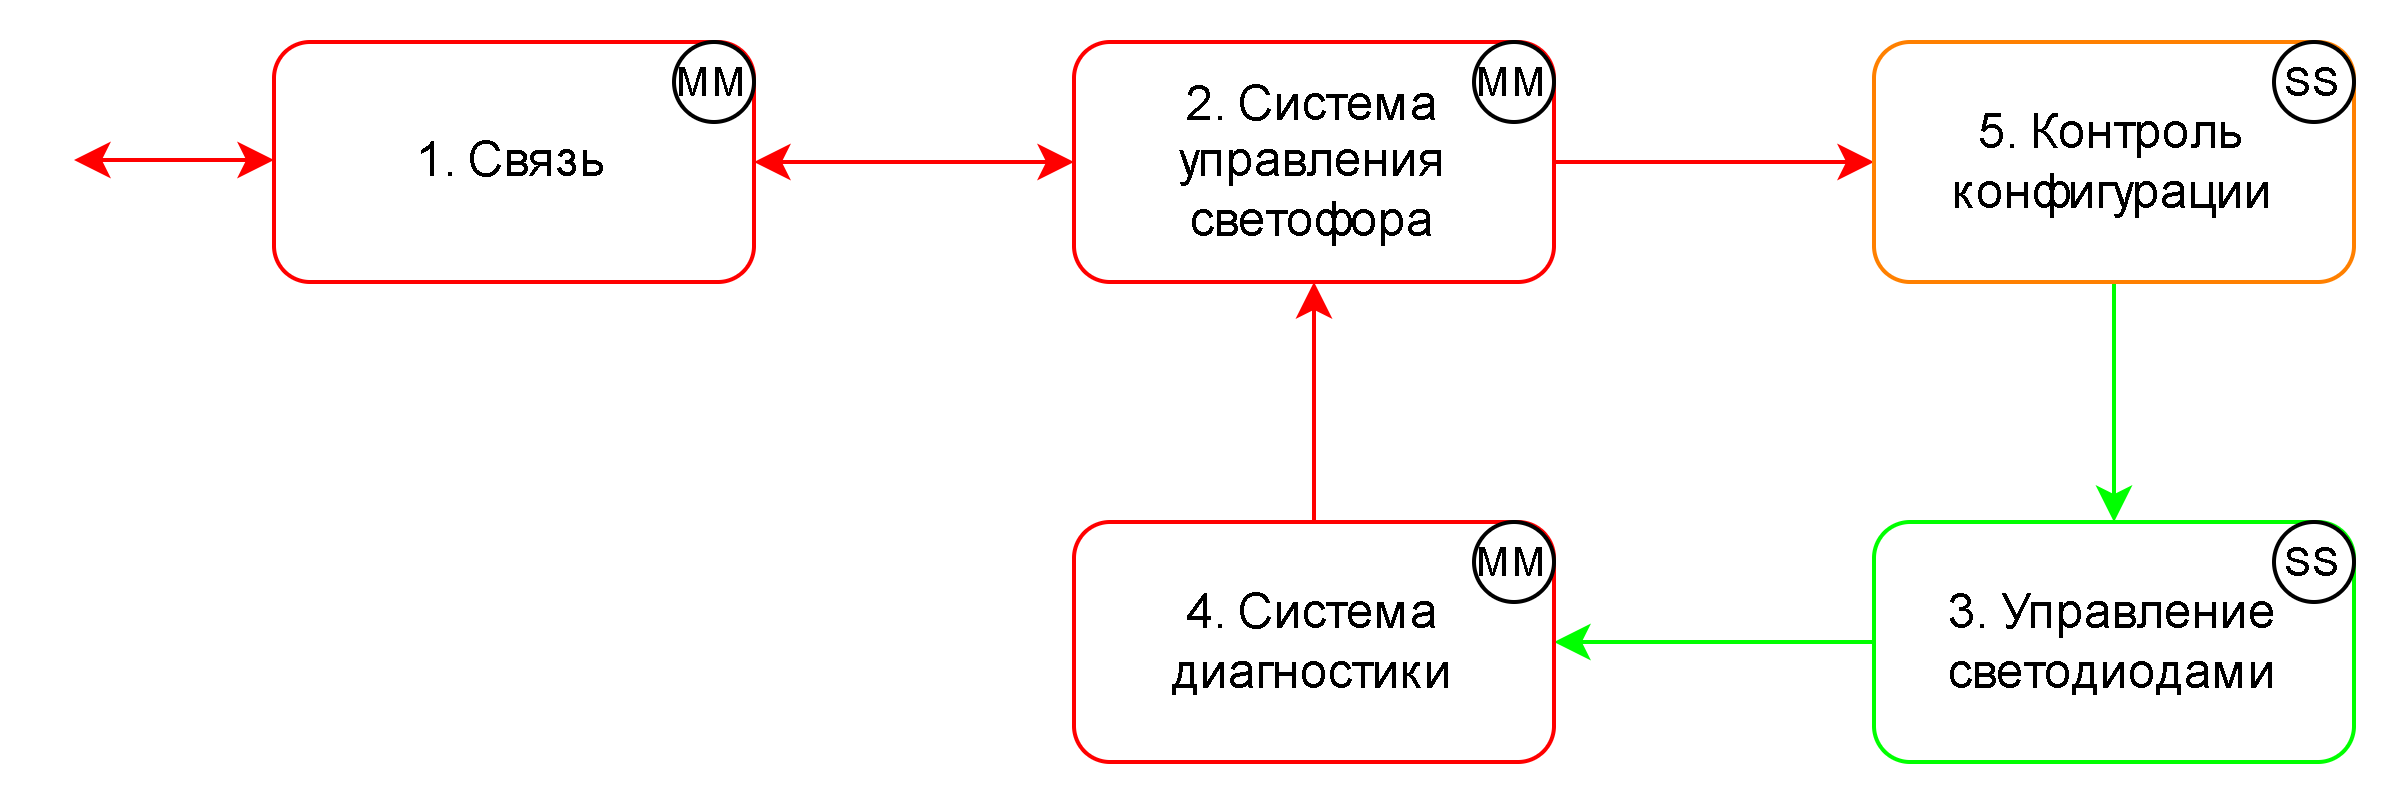 MM
1. Связь
MM
2. Система
управления
светофора
SS
5. Контроль
конфигурации
MM
4. Система
диагностики
SS
3. Управление
светодиодами